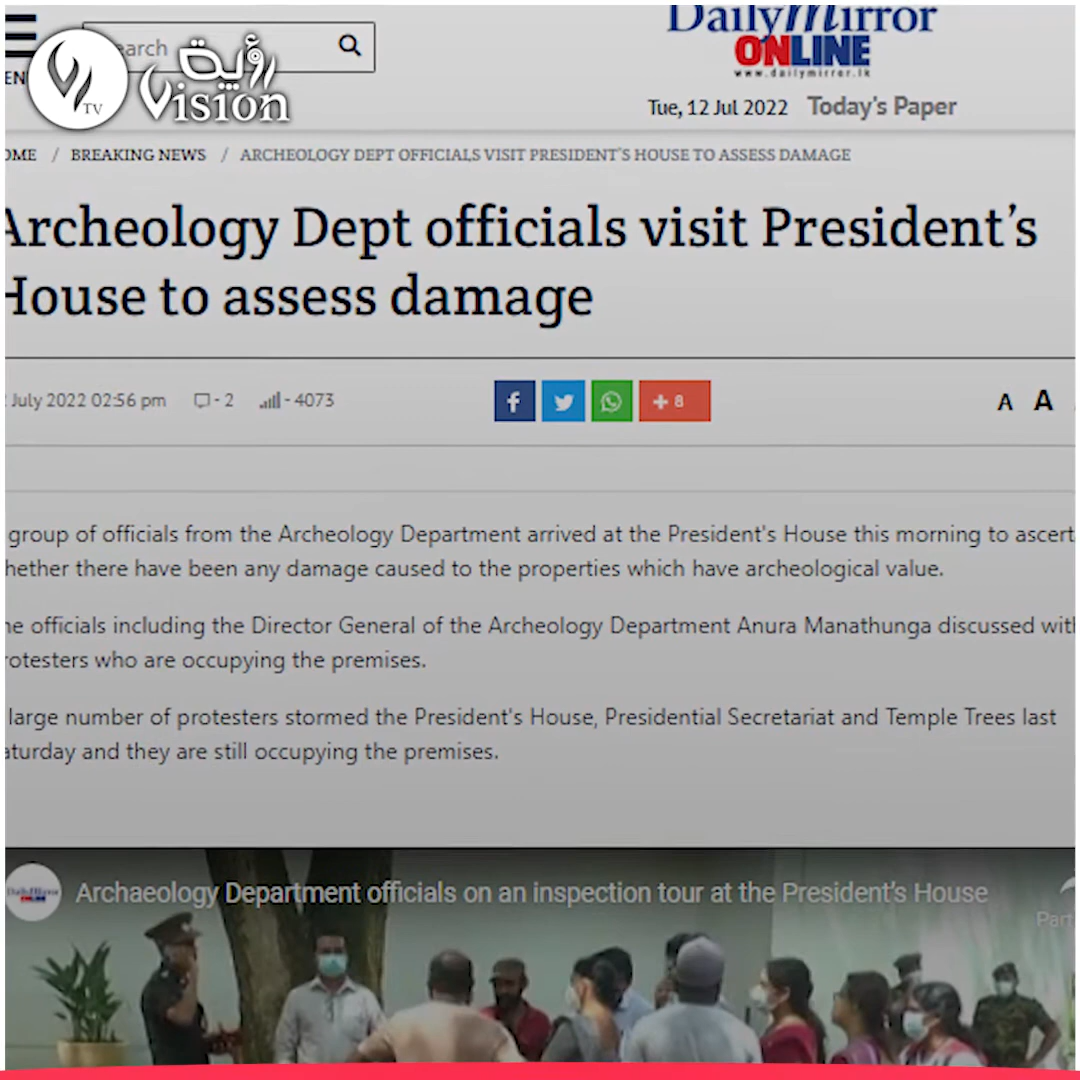 Daily Mirror
ONLINE
www.dailymirror.lk
earch
EN
TV
رؤية
Vision
Tue, 12 Jul 2022 Today's Paper
OME / BREAKING NEWS / ARCHEOLOGY DEPT OFFICIALS VISIT PRESIDENT'S HOUSE TO ASSESS DAMAGE
Archeology Dept officials visit President's
House to assess damage
July 2022 02:56 pm - 2 - 4073
+ 8
A A
group of officials from the Archeology Department arrived at the President's House this morning to ascert
hether there have been any damage caused to the properties which have archeological value.
he officials including the Director General of the Archeology Department Anura Manathunga discussed with
rotesters who are occupying the premises.
large number of protesters stormed the President's House, Presidential Secretariat and Temple Trees last
aturday and they are still occupying the premises.
Daily Mirror
ONLINE
Archaeology Department officials on an inspection tour at the President's House
Part